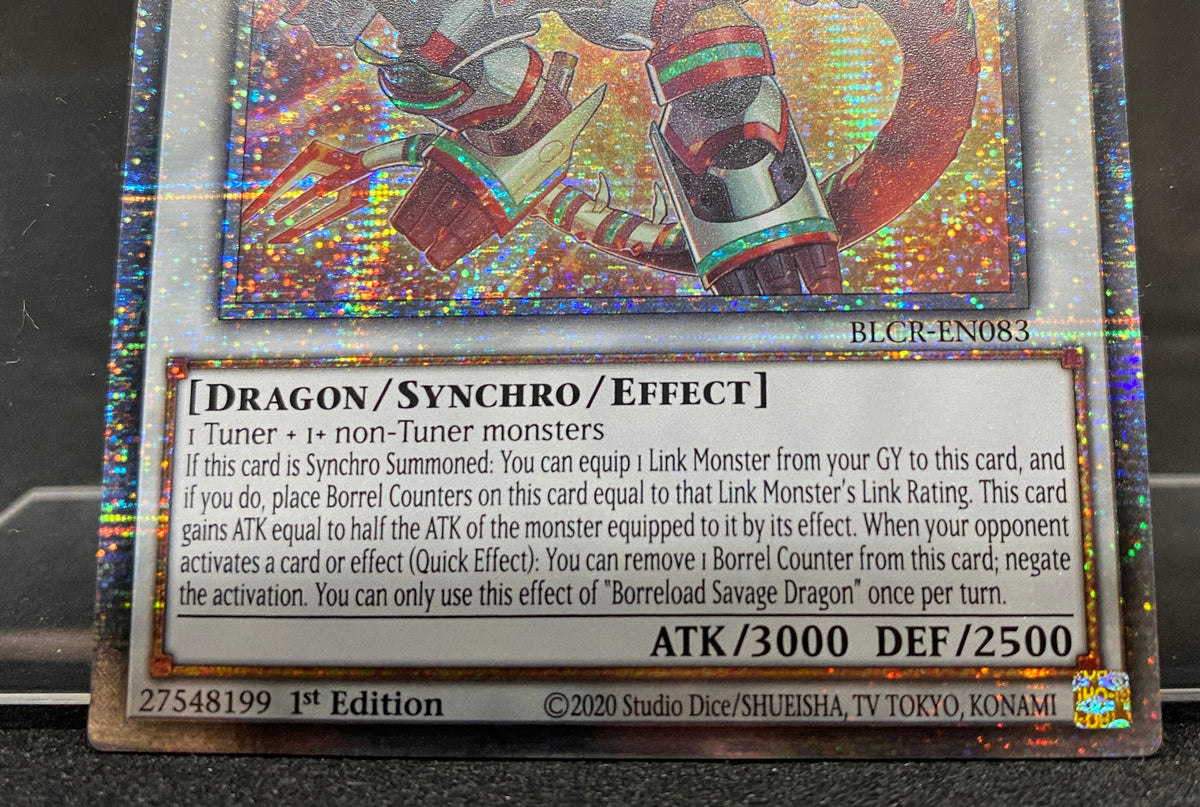 BLCR-EN083
[DRAGON/SYNCHRO/EFFECT]
1 Tuner + 1+ non-Tuner monsters
If this card is Synchro Summoned: You can equip 1 Link Monster from your GY to this card, and
if you do, place Borrel Counters on this card equal to that Link Monster's Link Rating. This card
gains ATK equal to half the ATK of the monster equipped to it by its effect. When your opponent
activates a card or effect (Quick Effect): You can remove 1 Borrel Counter from this card; negate
the activation. You can only use this effect of "Borreload Savage Dragon" once per turn.
ATK/3000 DEF/2500
27548199 1st Edition ©2020 Studio Dice/SHUEISHA, TV TOKYO, KONAMI